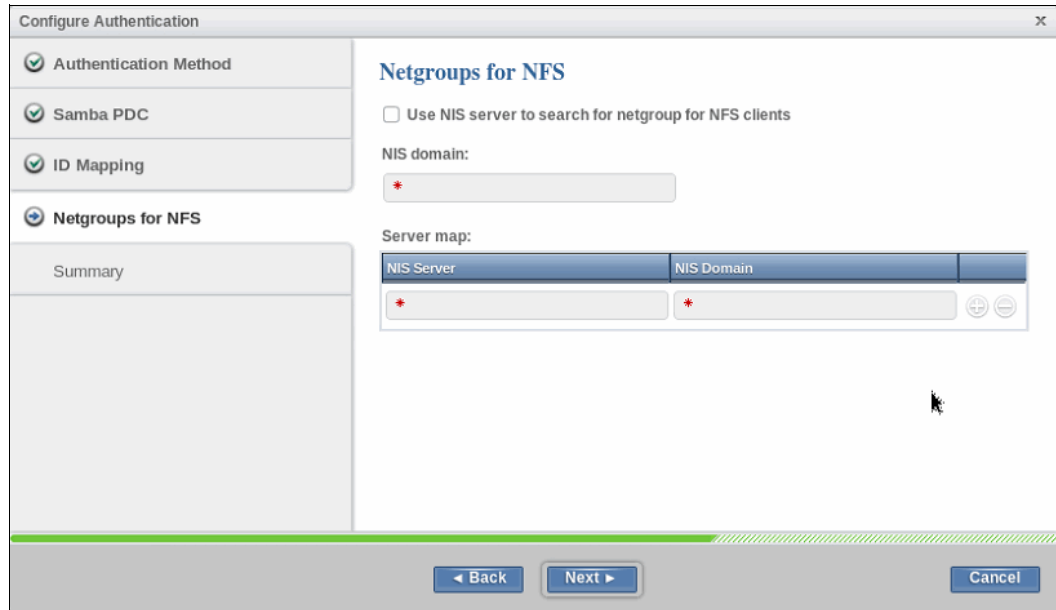 Configure Authentication
x
Authentication Method
Samba PDC
ID Mapping
Netgroups for NFS
Summary
Netgroups for NFS
Use NIS server to search for netgroup for NFS clients
NIS domain:
*
Server map:
NIS Server NIS Domain
* *
◄ Back Next ► Cancel